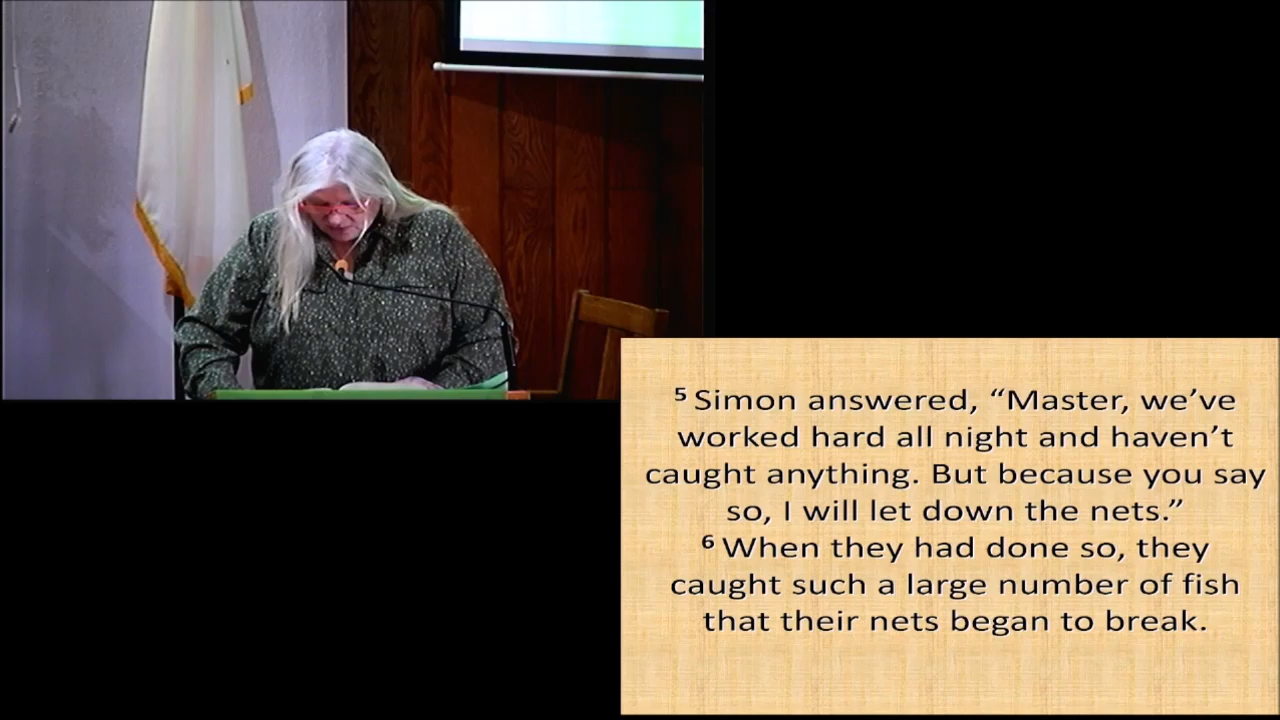 ⁵ Simon answered, “Master, we’ve
worked hard all night and haven’t
caught anything. But because you say
so, I will let down the nets.”
⁶ When they had done so, they
caught such a large number of fish
that their nets began to break.